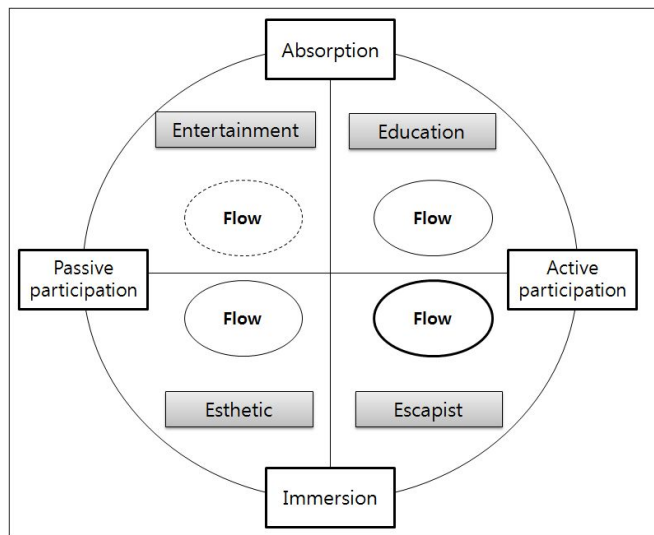 Absorption
Entertainment
Education
Flow
Flow
Passive
participation
Active
participation
Flow
Flow
Esthetic
Escapist
Immersion